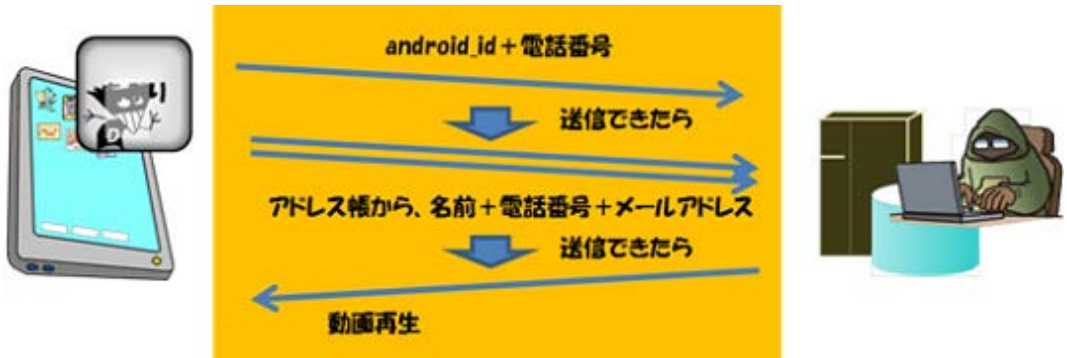 android_id+電話番号
送信できたら
アドレス帳から、名前+電話番号+メールアドレス
送信できたら
動画再生